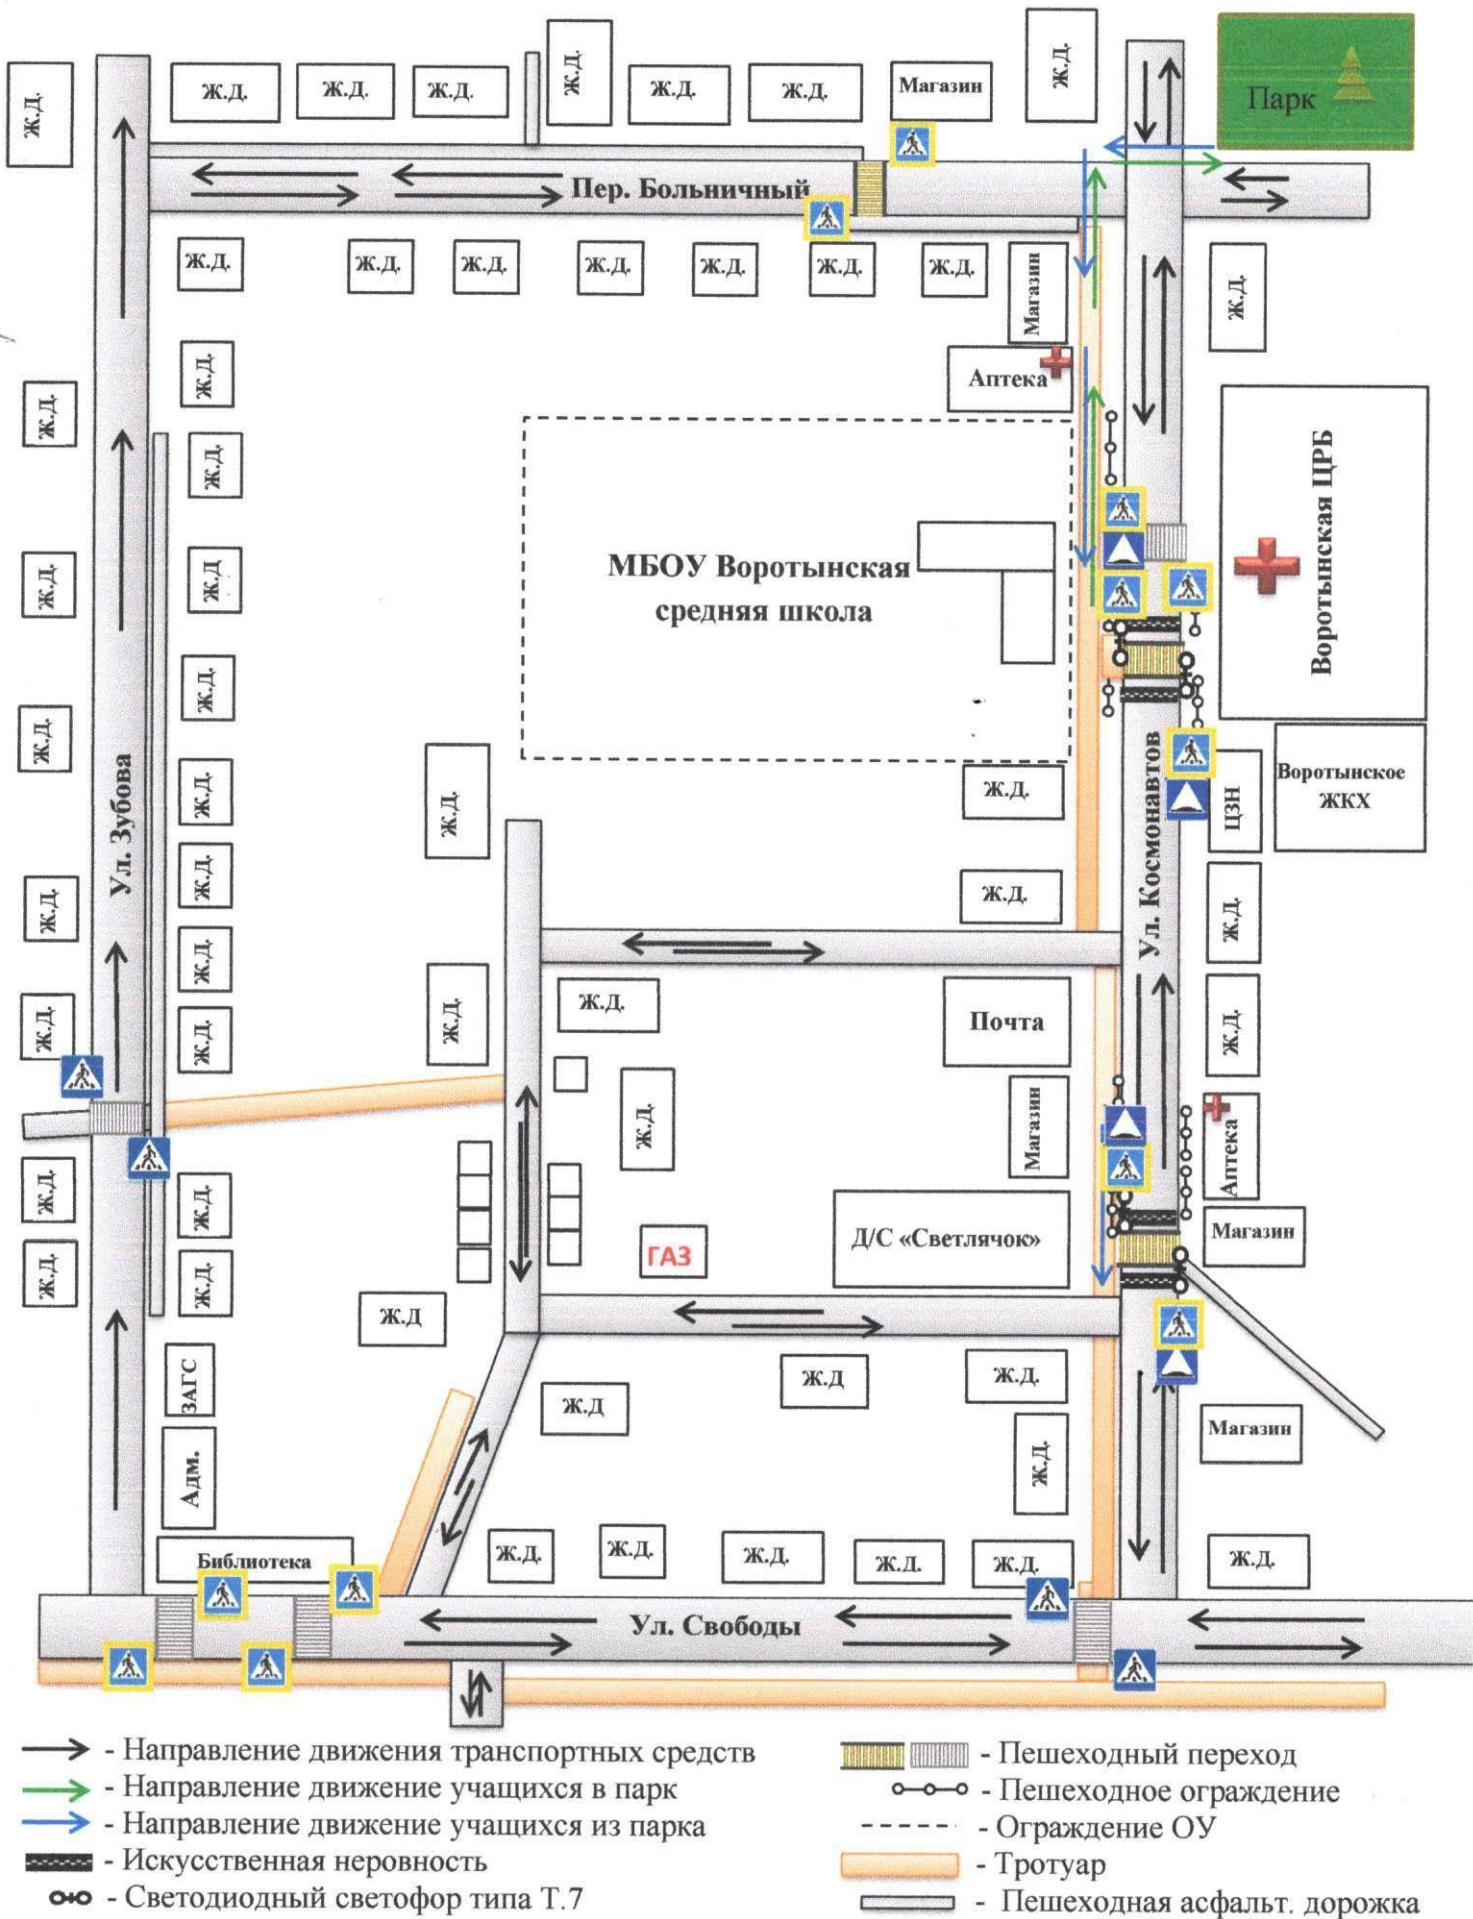 Ж.Д.
Ж.Д.
Ж.Д.
Ж.Д.
Ж.Д.
Ж.Д.
Ж.Д.
Магазин
Ж.Д.
Парк
Пер. Больничный
Ж.Д.
Ж.Д.
Ж.Д.
Ж.Д.
Ж.Д.
Ж.Д.
Ж.Д.
Магазин
Ж.Д.
Ж.Д.
Аптека
Ж.Д.
Ж.Д.
Воротынская ЦРБ
МБОУ Воротынская
средняя школа
Ж.Д.
Ж.Д
Ж.Д.
Ж.Д.
Ул. Зубова
Ж.Д.
Ж.Д.
Ж.Д.
Ул. Космонавтов
ЦЗН
Воротынское
ЖКХ
Ж.Д.
Ж.Д.
Ж.Д.
Ж.Д.
Ж.Д.
Ж.Д.
Ж.Д.
Ж.Д.
Ж.Д.
Почта
Ж.Д.
Ж.Д.
Магазин
Аптека
Ж.Д.
Ж.Д.
Д/С «Светлячок»
Магазин
ГАЗ
Ж.Д.
Ж.Д.
Ж.Д
ЗАГС
Ж.Д
Ж.Д
Ж.Д.
Ж.Д.
Магазин
Адм.
Библиотека
Ж.Д.
Ж.Д.
Ж.Д.
Ж.Д.
Ж.Д.
Ж.Д.
Ул. Свободы
- Направление движения транспортных средств
- Направление движение учащихся в парк
- Направление движение учащихся из парка
- Искусственная неровность
- Светодиодный светофор типа Т.7
- Пешеходный переход
- Пешеходное ограждение
- Ограждение ОУ
- Тротуар
- Пешеходная асфальт. дорожка